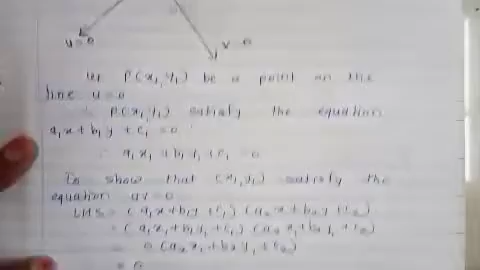 u = 0
v = 0
Let P(x₁, y₁) be a point on the
line u = 0
∴ P(x₁, y₁) satisfy the equation
a₁x + b₁y + c₁ = 0
∴ a₁x₁ + b₁y₁ + c₁ = 0
To show that (x₁, y₁) satisfy the
equation uv = 0
LHS = (a₁x + b₁y + c₁) (a₂x + b₂y + c₂)
= (a₁x₁ + b₁y₁ + c₁) (a₂x₁ + b₂y₁ + c₂)
= 0 (a₂x₁ + b₂y₁ + c₂)
= 0